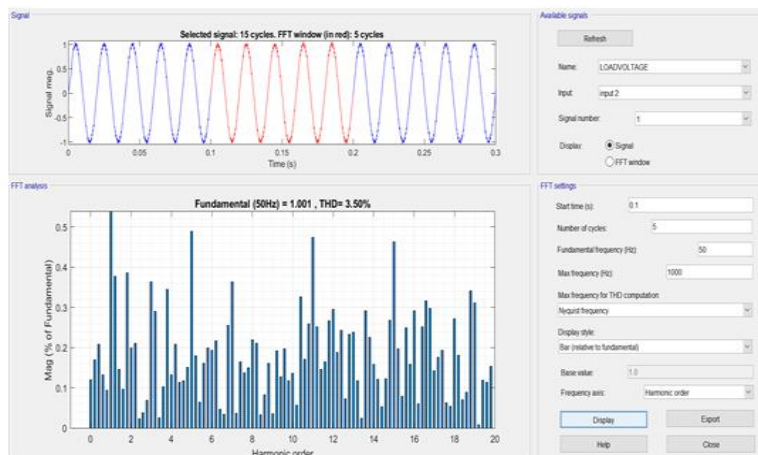 Signal
Selected signal: 15 cycles. FFT window (in red): 5 cycles
Signal mag.
1
0.5
0
-0.5
-1
0 0.05 0.1 0.15 0.2 0.25 0.3
Time (s)
FFT analysis
Fundamental (50Hz) = 1.001 , THD= 3.50%
Mag (% of Fundamental)
0.5
0.4
0.3
0.2
0.1
0
0 2 4 6 8 10 12 14 16 18 20
Harmonic order
Available signals
Refresh
Name: LOADVOLTAGE
Input: input 2
Signal number: 1
Display: Signal
FFT window
FFT settings
Start time (s): 0.1
Number of cycles: 5
Fundamental frequency (Hz): 50
Max frequency (Hz): 1000
Max frequency for THD computation:
Nyquist frequency
Display style:
Bar (relative to fundamental)
Base value: 1.0
Frequency axis: Harmonic order
Display Export
Help Close